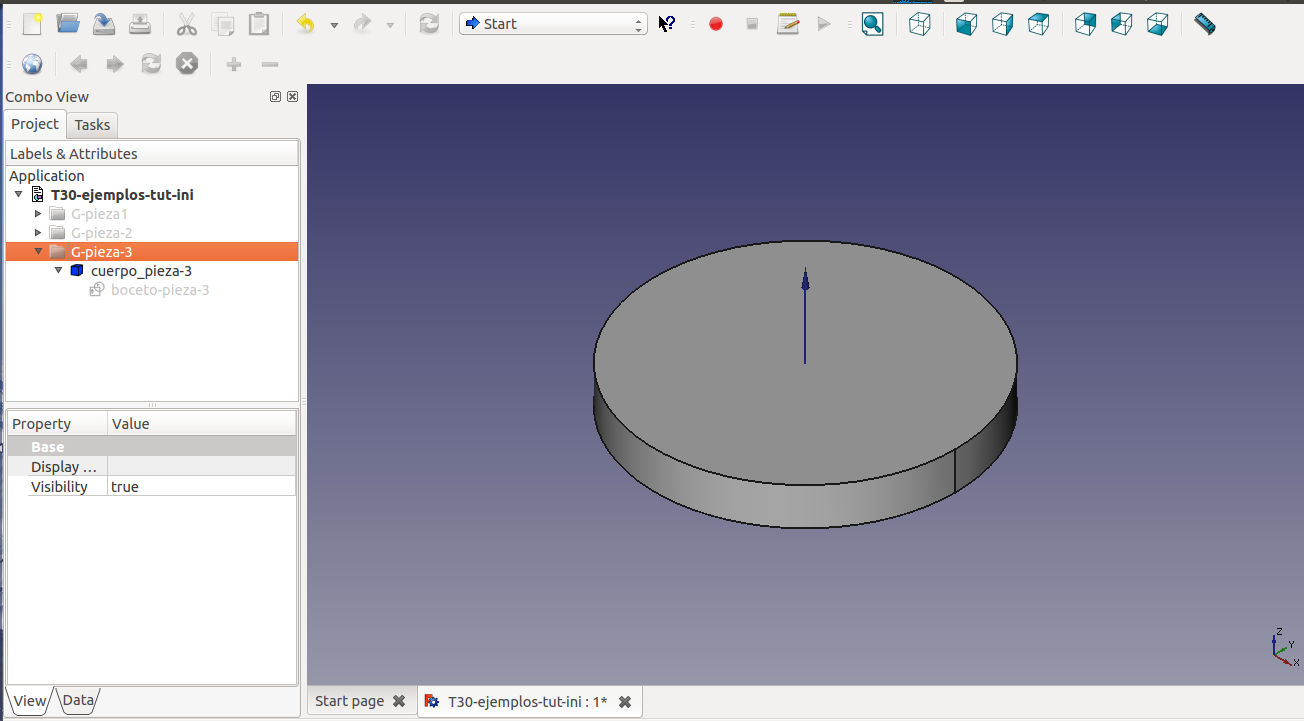 Start
Combo View
Project Tasks
Labels & Attributes
Application
T30-ejemplos-tut-ini
G-pieza1
G-pieza-2
G-pieza-3
cuerpo_pieza-3
boceto-pieza-3
Property Value
Base
Display ...
Visibility true
View Data
Start page
T30-ejemplos-tut-ini : 1*
Z
Y
X